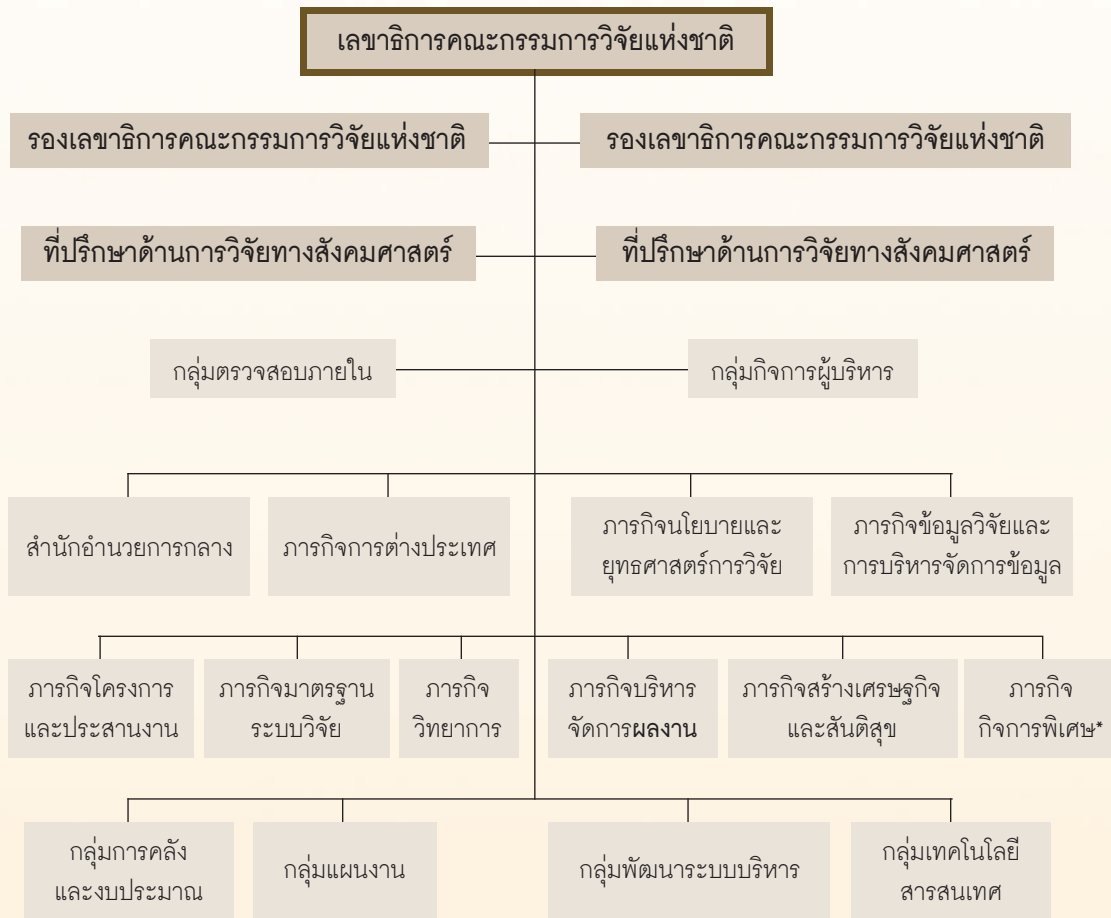 เลขาธิการคณะกรรมการวิจัยแห่งชาติ
รองเลขาธิการคณะกรรมการวิจัยแห่งชาติ
รองเลขาธิการคณะกรรมการวิจัยแห่งชาติ
ที่ปรึกษาด้านการวิจัยทางสังคมศาสตร์
ที่ปรึกษาด้านการวิจัยทางสังคมศาสตร์
กลุ่มตรวจสอบภายใน
กลุ่มกิจการผู้บริหาร
สำนักอำนวยการกลาง
ภารกิจการต่างประเทศ
ภารกิจนโยบายและ
ยุทธศาสตร์การวิจัย
ภารกิจข้อมูลวิจัยและ
การบริหารจัดการข้อมูล
ภารกิจโครงการ
และประสานงาน
ภารกิจมาตรฐาน
ระบบวิจัย
ภารกิจ
วิทยาการ
ภารกิจบริหาร
จัดการผลงาน
ภารกิจสร้างเศรษฐกิจ
และสันติสุข
ภารกิจ
กิจการพิเศษ*
กลุ่มการคลัง
และงบประมาณ
กลุ่มแผนงาน
กลุ่มพัฒนาระบบบริหาร
กลุ่มเทคโนโลยี
สารสนเทศ